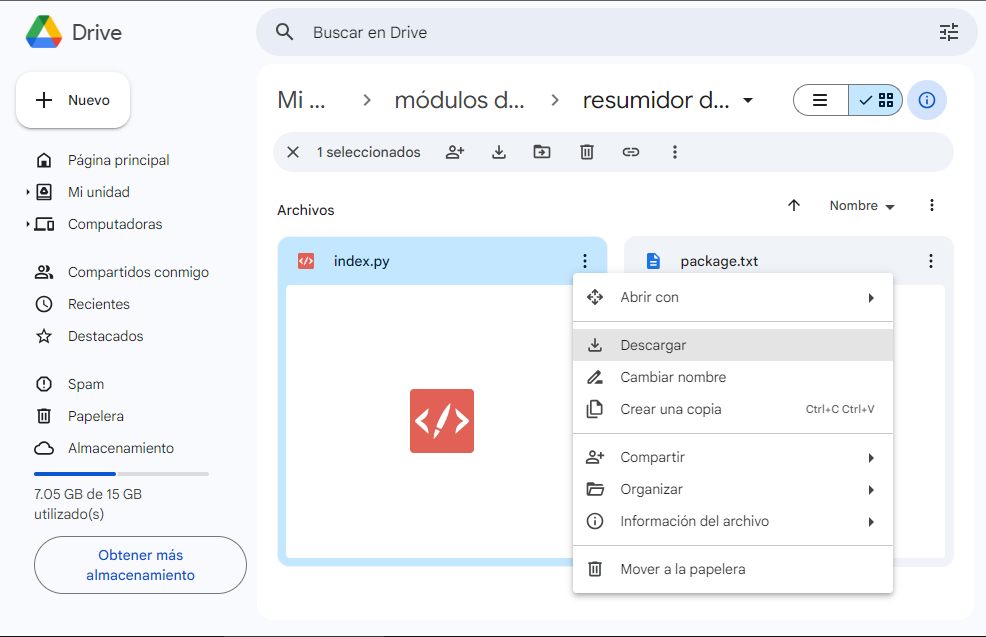 Drive
Buscar en Drive
Nuevo
Mi ... > módulos d... > resumidor d...
1 seleccionados
Página principal
Mi unidad
Computadoras
Compartidos conmigo
Recientes
Destacados
Spam
Papelera
Almacenamiento
7.05 GB de 15 GB
utilizado(s)
Obtener más
almacenamiento
Archivos
Nombre
index.py
package.txt
Abrir con
Descargar
Cambiar nombre
Crear una copia Ctrl+C Ctrl+V
Compartir
Organizar
Información del archivo
Mover a la papelera